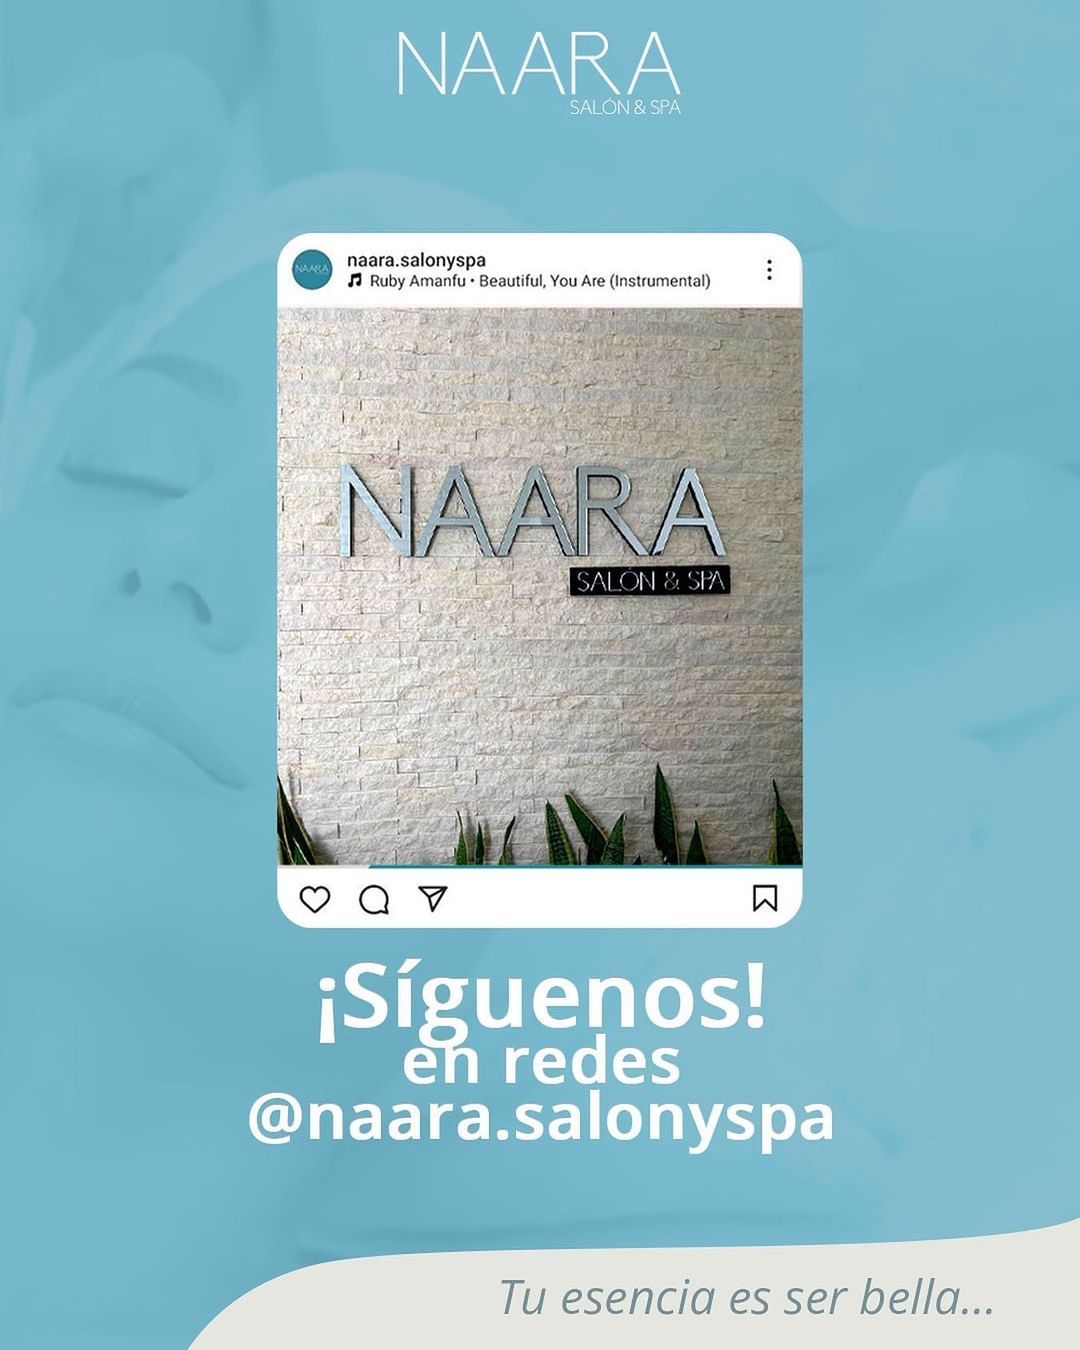 NAARA
SALÓN & SPA
NAARA
naara.salonyspa
Ruby Amanfu • Beautiful, You Are (Instrumental)
NAARA
SALÓN & SPA
¡Síguenos!
en redes
@naara.salonyspa
Tu esencia es ser bella...